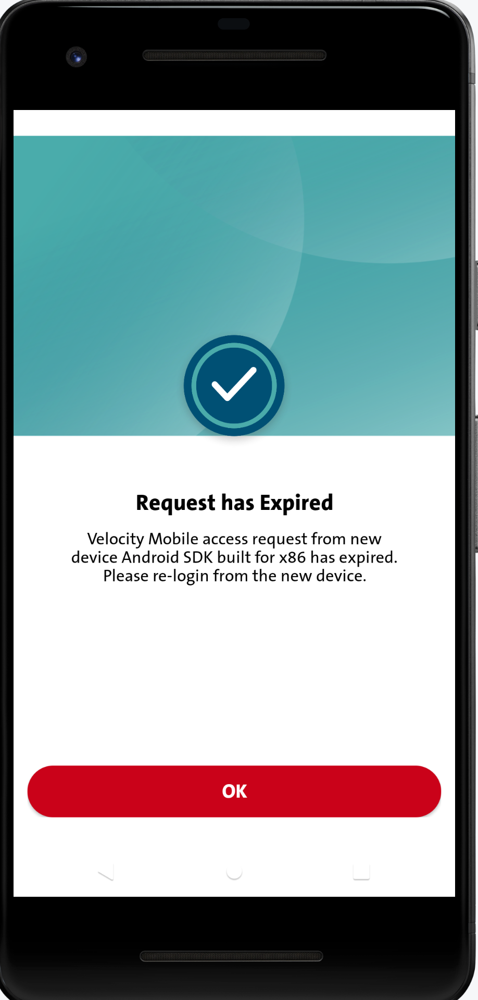 Request has Expired
Velocity Mobile access request from new
device Android SDK built for x86 has expired.
Please re-login from the new device.
OK